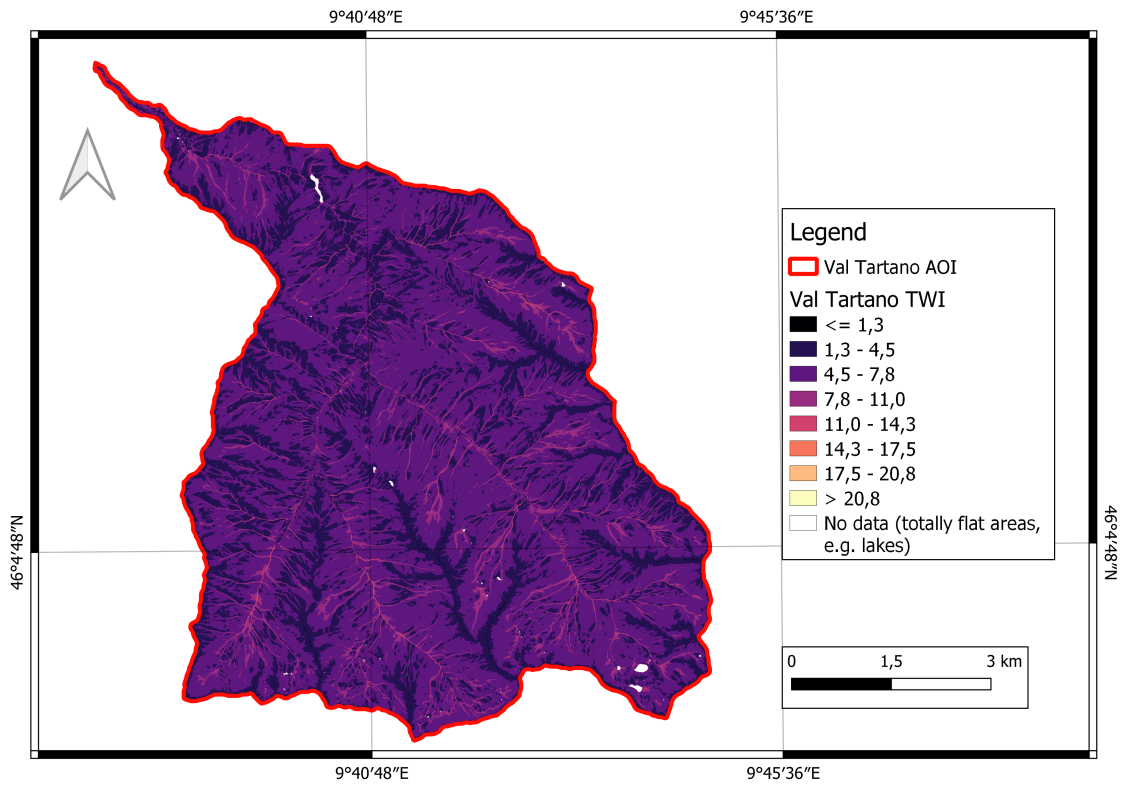 9°40′48″E
9°45′36″E
46°4′48″N
46°4′48″N
Legend
Val Tartano AOI
Val Tartano TWI
<= 1,3
1,3 - 4,5
4,5 - 7,8
7,8 - 11,0
11,0 - 14,3
14,3 - 17,5
17,5 - 20,8
> 20,8
No data (totally flat areas,
e.g. lakes)
0
1,5
3 km
9°40′48″E
9°45′36″E